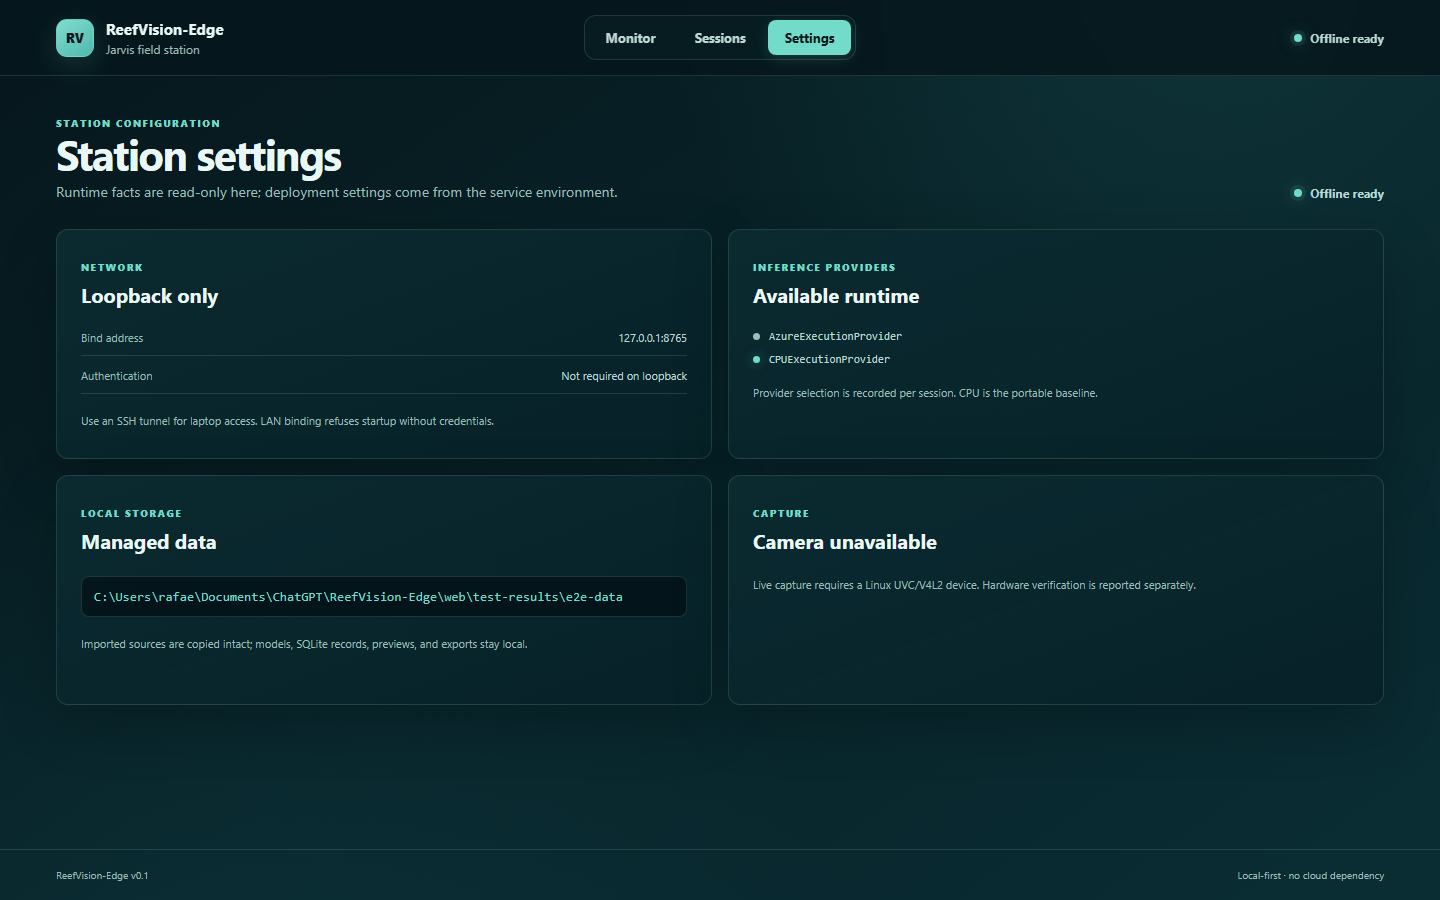 RV
ReefVision-Edge
Jarvis field station
Monitor
Sessions
Settings
Offline ready
STATION CONFIGURATION
Station settings
Runtime facts are read-only here; deployment settings come from the service environment.
Offline ready
NETWORK
Loopback only
Bind address 127.0.0.1:8765
Authentication Not required on loopback
Use an SSH tunnel for laptop access. LAN binding refuses startup without credentials.
INFERENCE PROVIDERS
Available runtime
AzureExecutionProvider
CPUExecutionProvider
Provider selection is recorded per session. CPU is the portable baseline.
LOCAL STORAGE
Managed data
C:\Users\rafae\Documents\ChatGPT\ReefVision-Edge\web\test-results\e2e-data
Imported sources are copied intact; models, SQLite records, previews, and exports stay local.
CAPTURE
Camera unavailable
Live capture requires a Linux UVC/V4L2 device. Hardware verification is reported separately.
ReefVision-Edge v0.1
Local-first · no cloud dependency